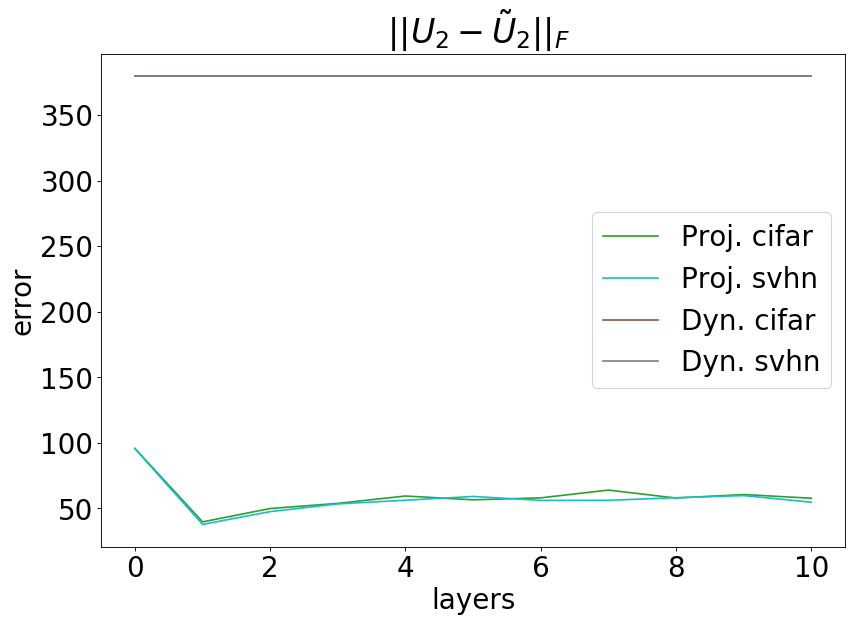 ||U₂ − Ũ₂||_F
error
350
300
250
200
150
100
50
Proj. cifar
Proj. svhn
Dyn. cifar
Dyn. svhn
0 2 4 6 8 10
layers